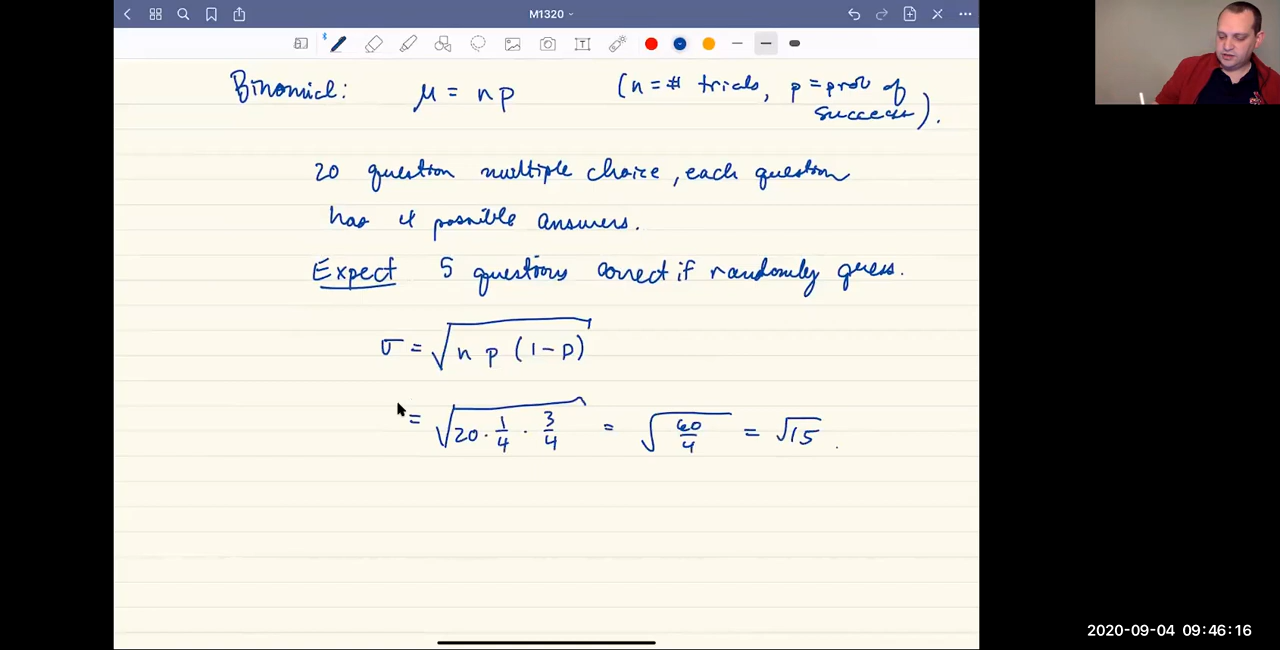 M1320
Binomial: μ = n p (n = # trials, p = prob of success).
20 question multiple choice, each question
has 4 possible answers.
Expect 5 questions correct if randomly guess.
σ = √(n p (1 - p))
= √(20 · 1/4 · 3/4) = √(60/4) = √15.
2020-09-04 09:46:16